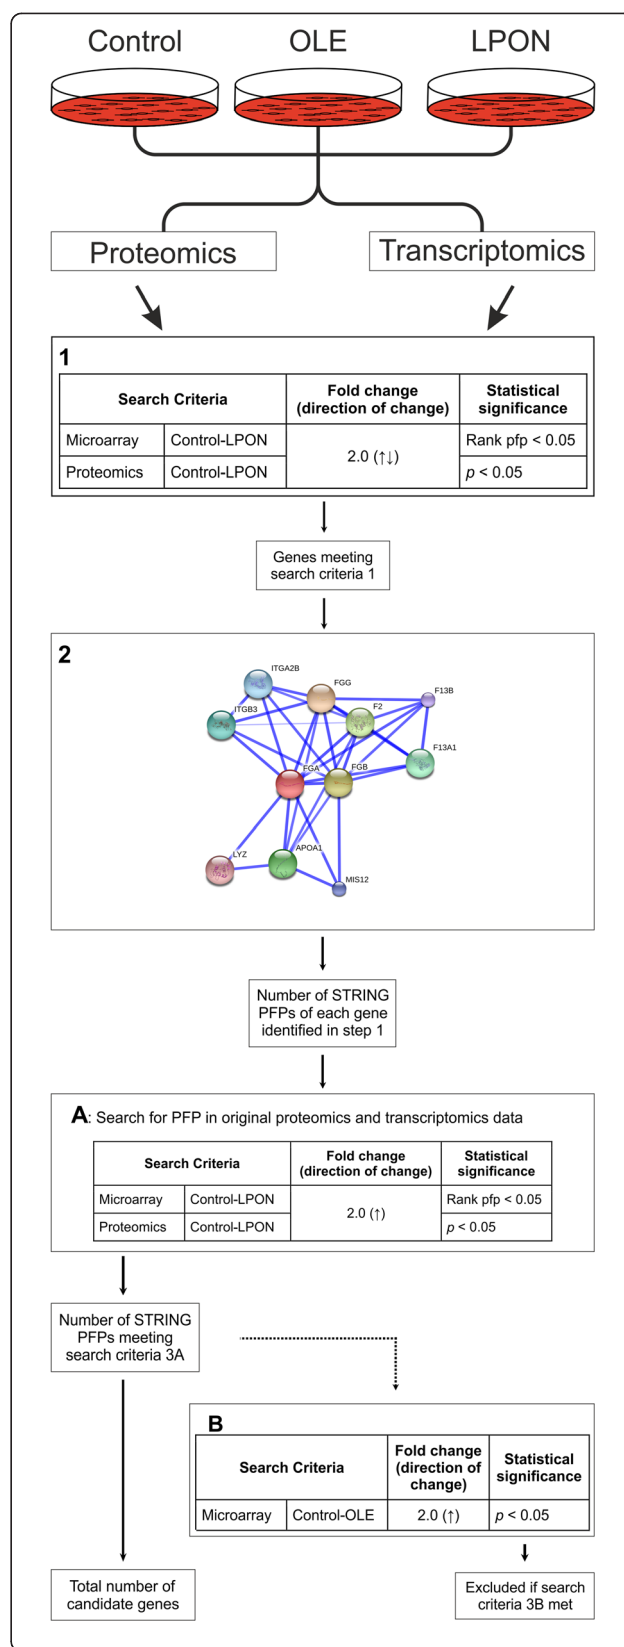 Control OLE LPON
Proteomics Transcriptomics
1
Search Criteria Fold change (direction of change) Statistical significance
Microarray Control-LPON 2.0 (↑↓) Rank pfp < 0.05
Proteomics Control-LPON p < 0.05
Genes meeting
search criteria 1
2
ITGA2B
FGG
F13B
F2
ITGB3
F13A1
FGA
FGB
LYZ
APOA1
MIS12
Number of STRING
PFPs of each gene
identified in step 1
A: Search for PFP in original proteomics and transcriptomics data
Search Criteria Fold change (direction of change) Statistical significance
Microarray Control-LPON 2.0 (↑) Rank pfp < 0.05
Proteomics Control-LPON p < 0.05
Number of STRING
PFPs meeting
search criteria 3A
B
Search Criteria Fold change (direction of change) Statistical significance
Microarray Control-OLE 2.0 (↑) p < 0.05
Total number of
candidate genes
Excluded if search
criteria 3B met